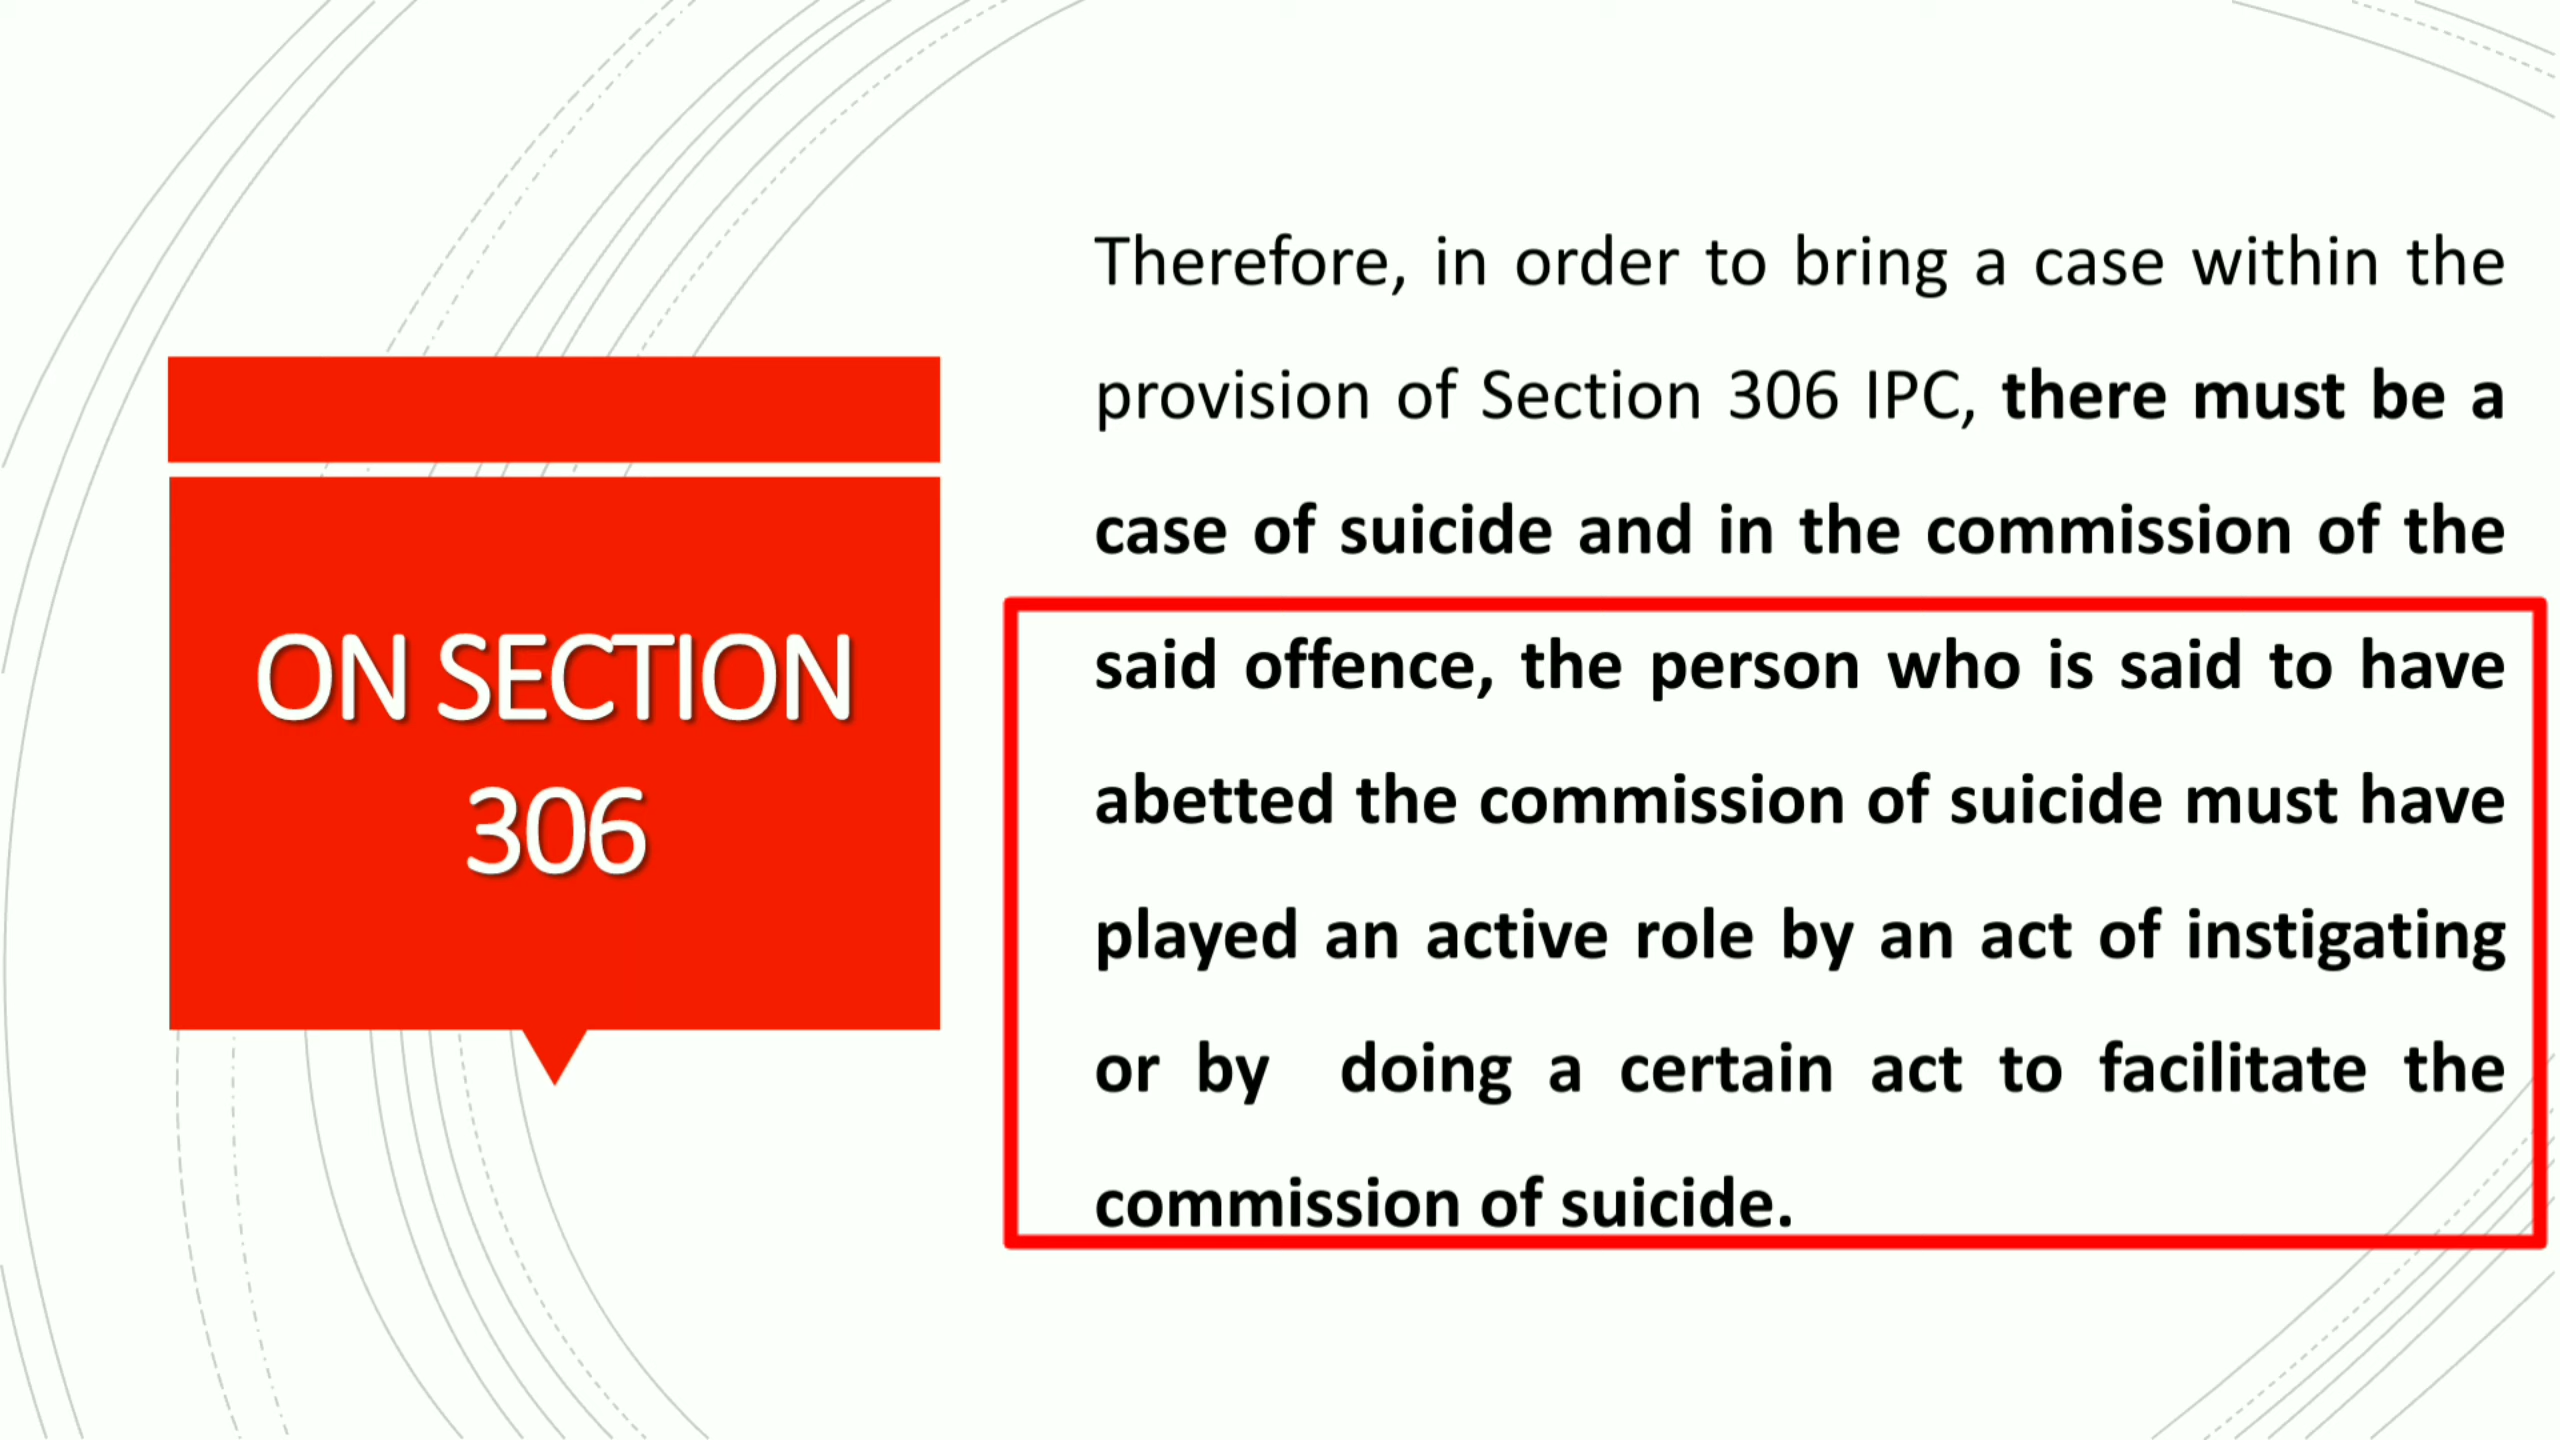 ON SECTION
306
Therefore, in order to bring a case within the
provision of Section 306 IPC, there must be a
case of suicide and in the commission of the
said offence, the person who is said to have
abetted the commission of suicide must have
played an active role by an act of instigating
or by doing a certain act to facilitate the
commission of suicide.